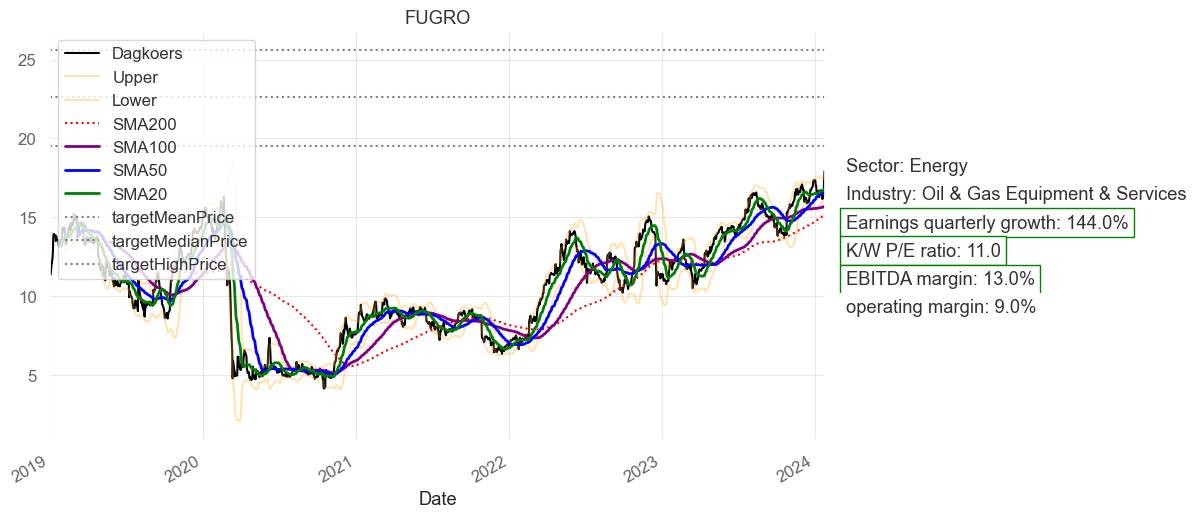 FUGRO
Dagkoers
Upper
Lower
SMA200
SMA100
SMA50
SMA20
targetMeanPrice
targetMedianPrice
targetHighPrice
25
20
15
10
5
2019
2020
2021
2022
2023
2024
Date
Sector: Energy
Industry: Oil & Gas Equipment & Services
Earnings quarterly growth: 144.0%
K/W P/E ratio: 11.0
EBITDA margin: 13.0%
operating margin: 9.0%